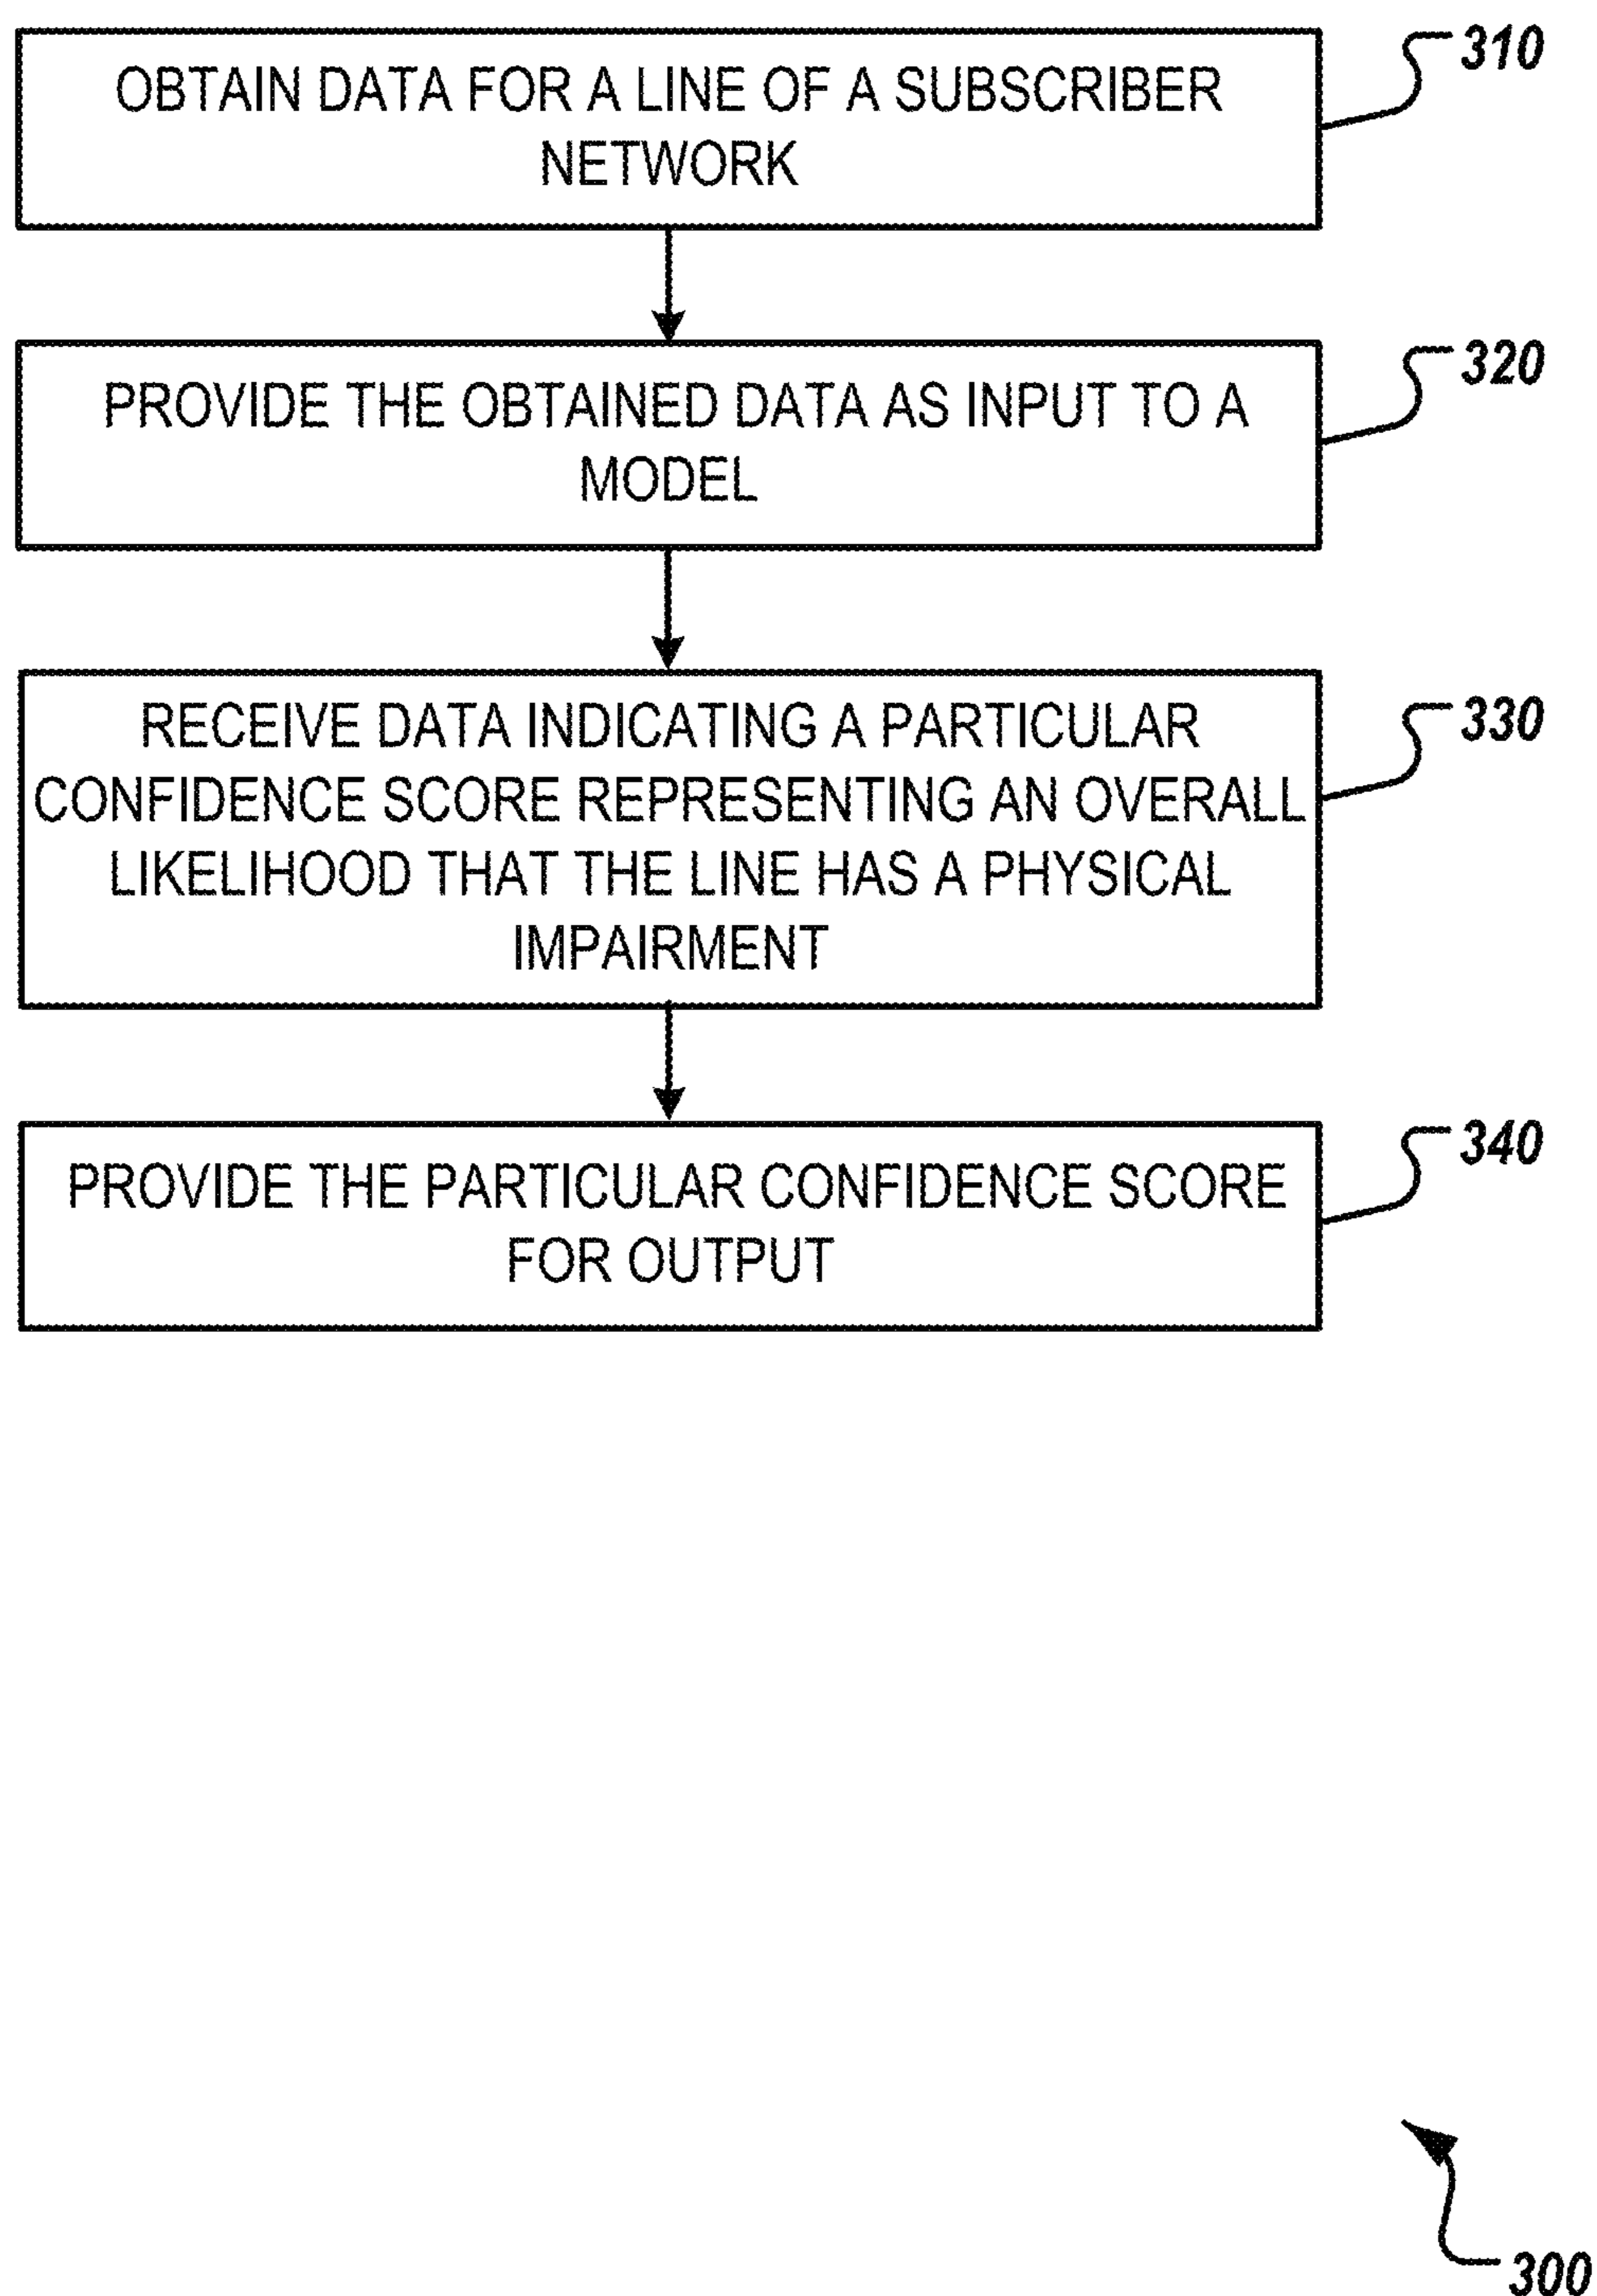 OBTAIN DATA FOR A LINE OF A SUBSCRIBER
NETWORK
310
PROVIDE THE OBTAINED DATA AS INPUT TO A
MODEL
320
RECEIVE DATA INDICATING A PARTICULAR
CONFIDENCE SCORE REPRESENTING AN OVERALL
LIKELIHOOD THAT THE LINE HAS A PHYSICAL
IMPAIRMENT
330
PROVIDE THE PARTICULAR CONFIDENCE SCORE
FOR OUTPUT
340
300